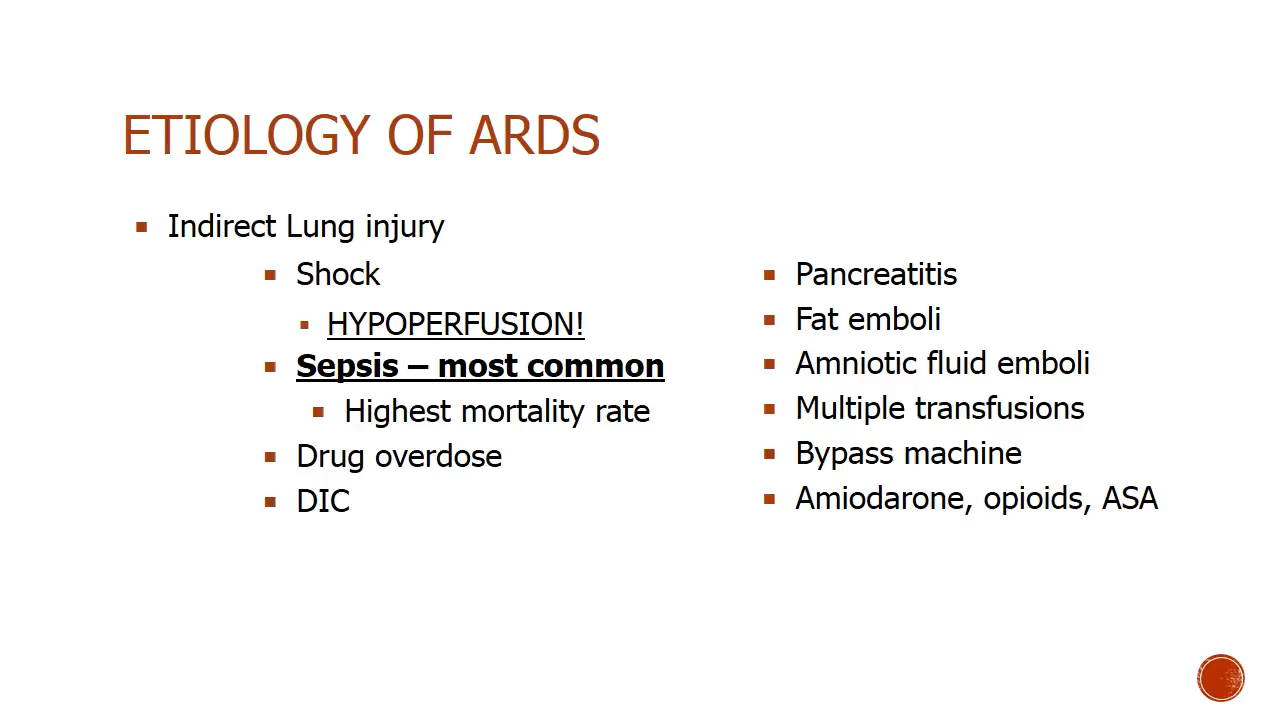 ETIOLOGY OF ARDS
Indirect Lung injury
Shock
HYPOPERFUSION!
Sepsis – most common
Highest mortality rate
Drug overdose
DIC
Pancreatitis
Fat emboli
Amniotic fluid emboli
Multiple transfusions
Bypass machine
Amiodarone, opioids, ASA